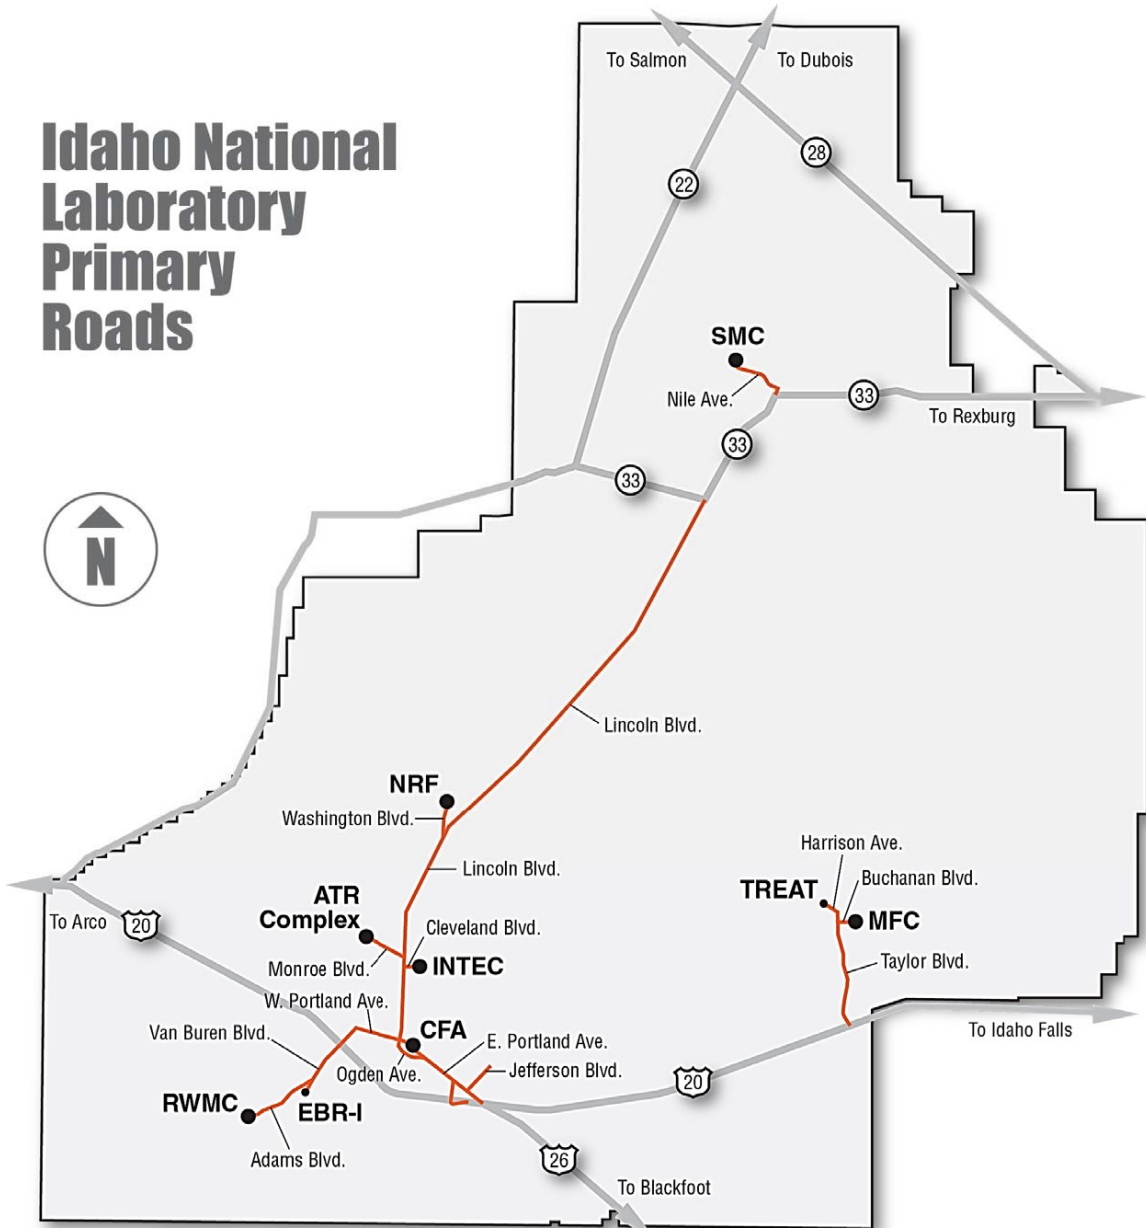 Idaho National
Laboratory
Primary
Roads
To Salmon
To Dubois
28
22
SMC
Nile Ave.
33
To Rexburg
33
33
N
Lincoln Blvd.
NRF
Washington Blvd.
Lincoln Blvd.
Harrison Ave.
Buchanan Blvd.
TREAT
MFC
ATR
Complex
To Arco
20
Cleveland Blvd.
Monroe Blvd.
INTEC
Taylor Blvd.
W. Portland Ave.
Van Buren Blvd.
CFA
E. Portland Ave.
To Idaho Falls
Ogden Ave.
Jefferson Blvd.
20
RWMC
EBR-I
Adams Blvd.
26
To Blackfoot